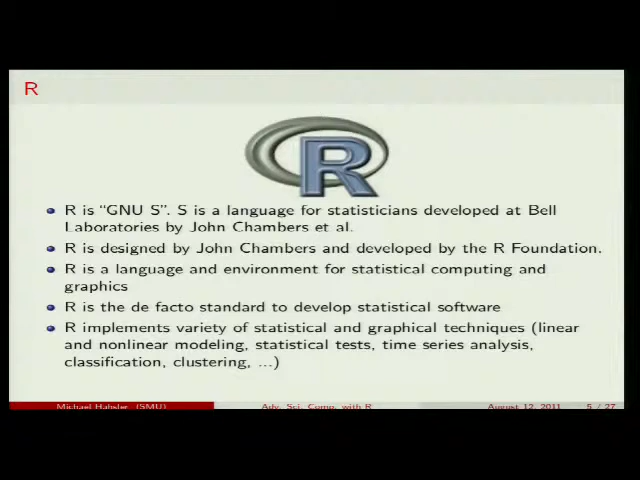 R
R
R is “GNU S”. S is a language for statisticians developed at Bell
Laboratories by John Chambers et al.
R is designed by John Chambers and developed by the R Foundation.
R is a language and environment for statistical computing and
graphics
R is the de facto standard to develop statistical software
R implements variety of statistical and graphical techniques (linear
and nonlinear modeling, statistical tests, time series analysis,
classification, clustering, ...)
Michael Hahsler (SMU) Adv. Sci. Comp. with R August 12, 2011 5 / 27